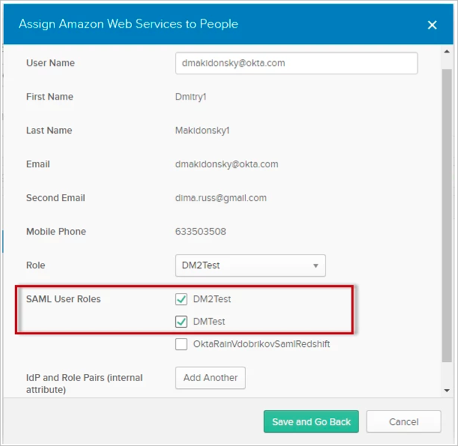 Assign Amazon Web Services to People
User Name dmakidonsky@okta.com
First Name Dmitry1
Last Name Makidonsky1
Email dmakidonsky@okta.com
Second Email dima.russ@gmail.com
Mobile Phone 633503508
Role DM2Test
SAML User Roles DM2Test
DMTest
OktaRainVdobrikovSamlRedshift
IdP and Role Pairs (internal Add Another
attribute)
Save and Go Back Cancel